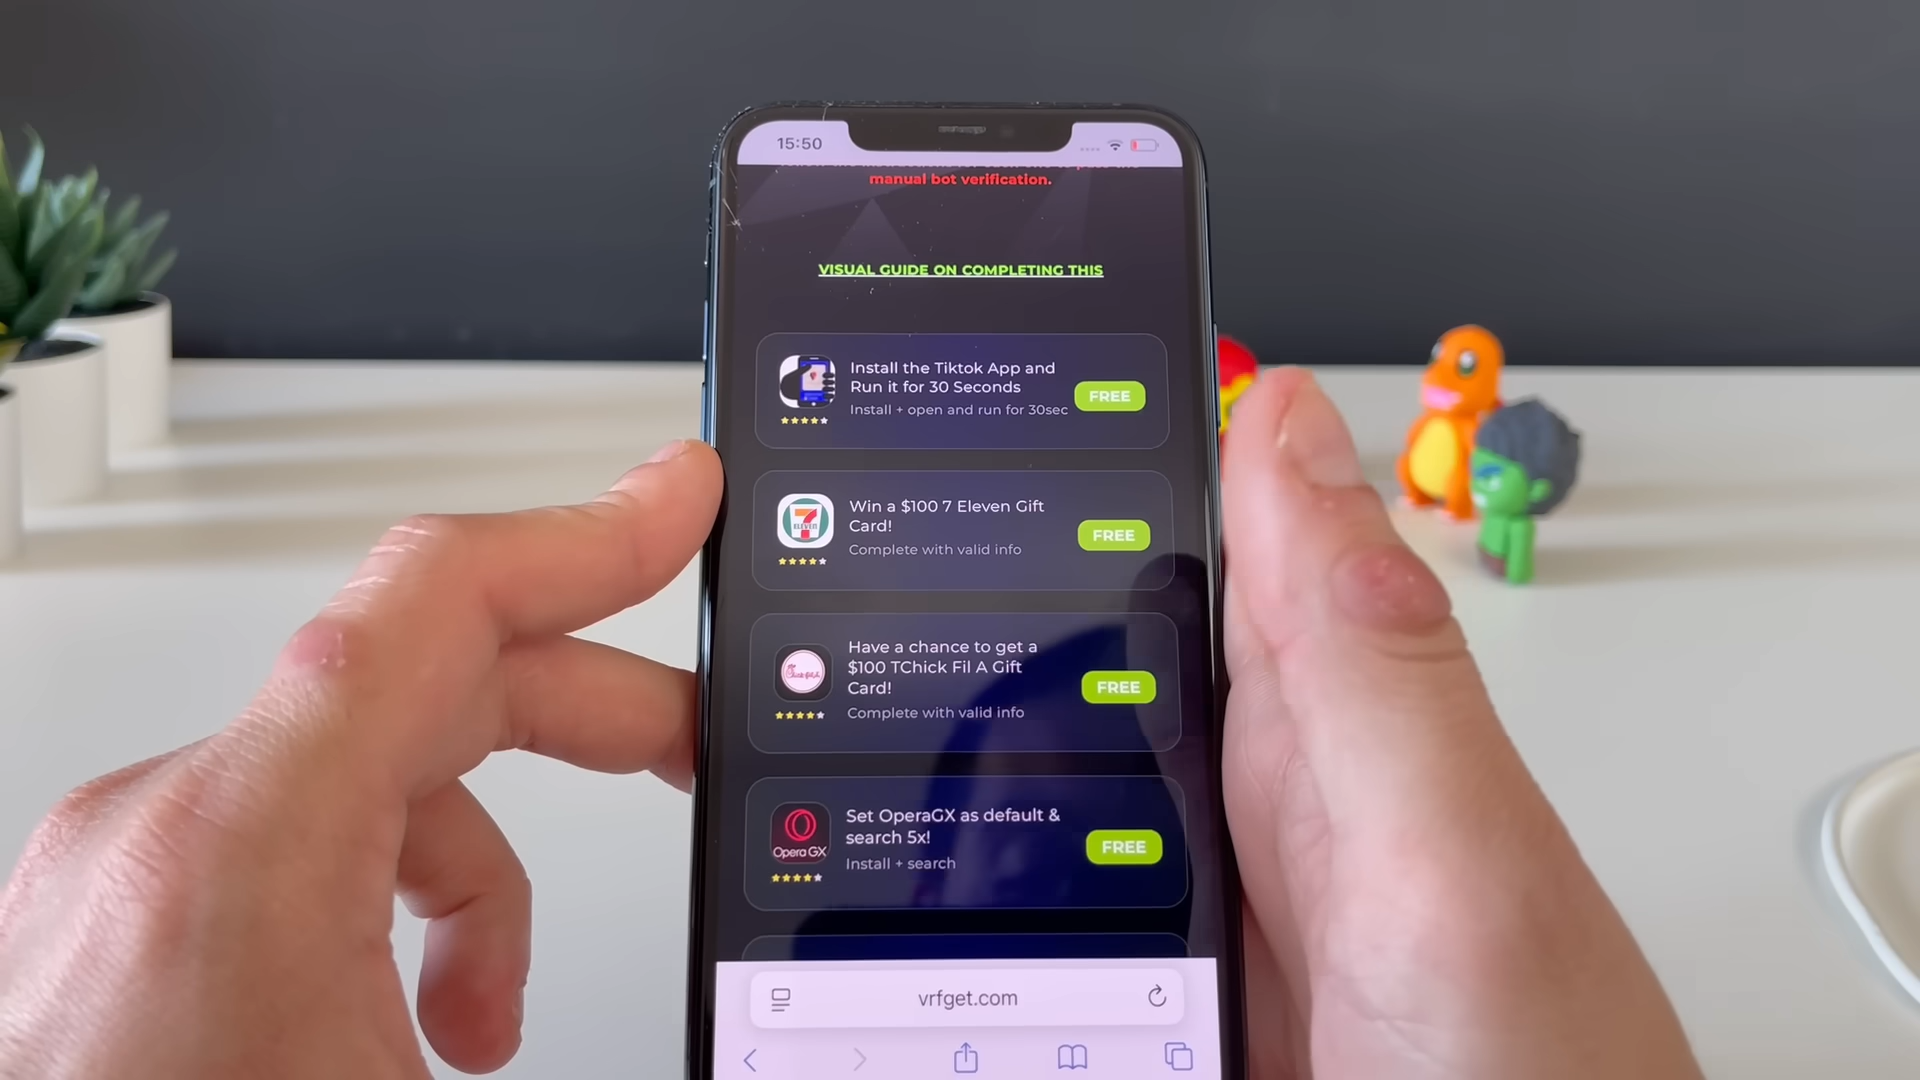 15:50
manual bot verification.
VISUAL GUIDE ON COMPLETING THIS
Install the Tiktok App and
Run it for 30 Seconds
Install + open and run for 30sec
FREE
Win a $100 7 Eleven Gift
Card!
Complete with valid info
FREE
7
ELEVEN
Have a chance to get a
$100 TChick Fil A Gift
Card!
Complete with valid info
FREE
Set OperaGX as default &
search 5x!
Install + search
FREE
Opera GX
vrfget.com